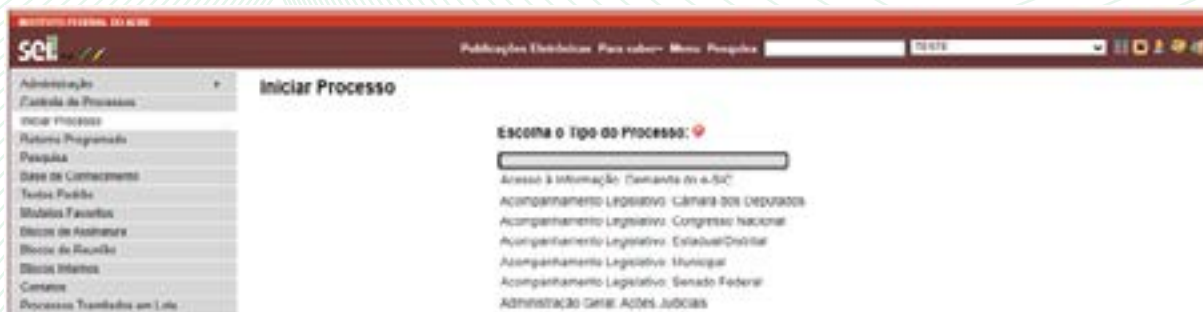 INSTITUTO FEDERAL DO ACRE
sei!
Publicações Eletrônicas Para saber+ Menu Pesquisa TESTE
Administração
Controle de Processos
Iniciar Processo
Retorno Programado
Pesquisa
Base de Conhecimento
Textos Padrão
Modelos Favoritos
Blocos de Assinatura
Blocos de Reunião
Blocos Internos
Contatos
Processos Tramitados em Lote
Iniciar Processo
Escolha o Tipo do Processo:
Acesso à Informação: Demanda do e-SIC
Acompanhamento Legislativo: Câmara dos Deputados
Acompanhamento Legislativo: Congresso Nacional
Acompanhamento Legislativo: Estadual/Distrital
Acompanhamento Legislativo: Municipal
Acompanhamento Legislativo: Senado Federal
Administração Geral: Ações Judiciais